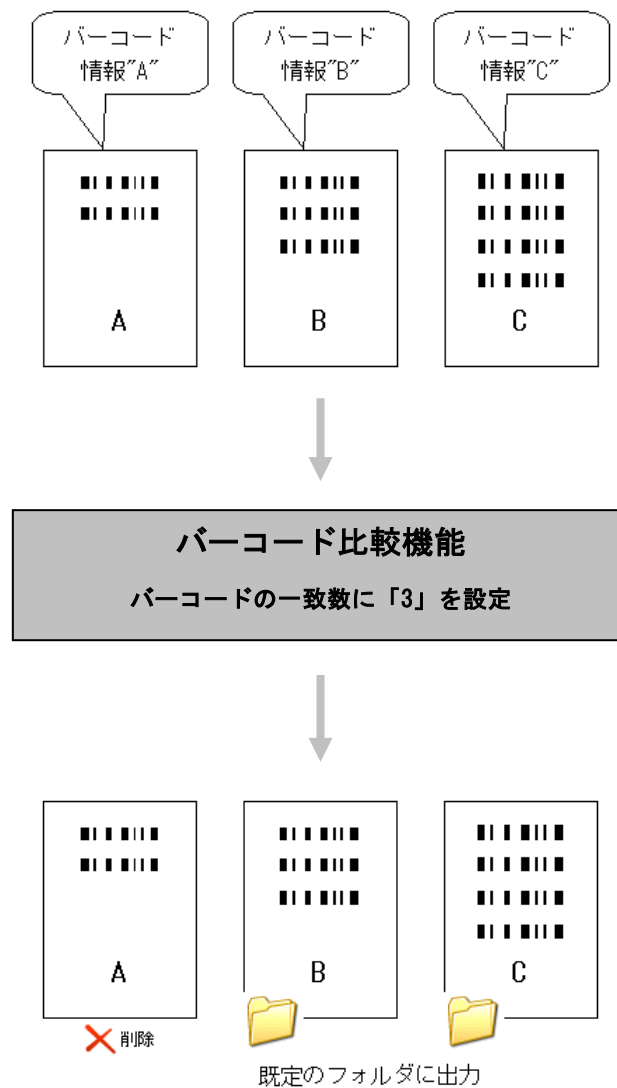 バーコード
情報"A"
バーコード
情報"B"
バーコード
情報"C"
A
B
C
バーコード比較機能
バーコードの一致数に「3」を設定
A
B
C
削除
既定のフォルダに出力